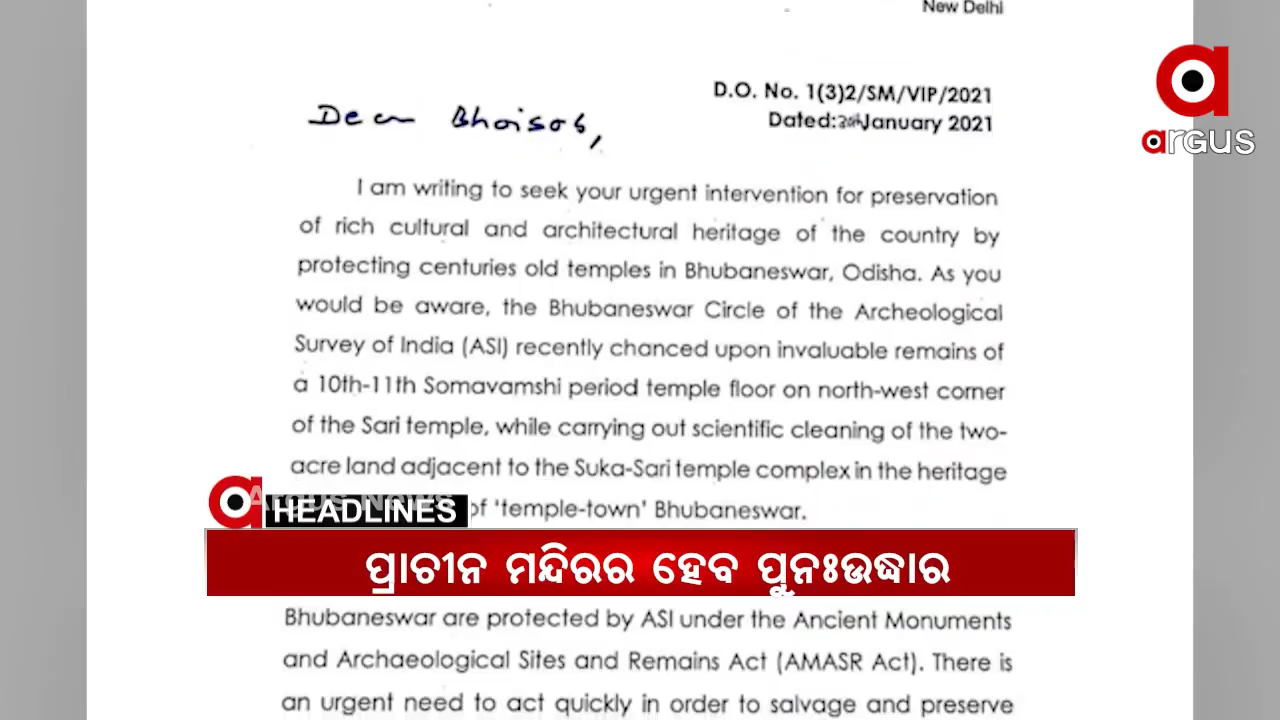 New Delhi
D.O. No. 1(3)2/SM/VIP/2021
Dated: January 2021
Dear Bhaisab,
argus
I am writing to seek your urgent intervention for preservation
of rich cultural and architectural heritage of the country by
protecting centuries old temples in Bhubaneswar, Odisha. As you
would be aware, the Bhubaneswar Circle of the Archeological
Survey of India (ASI) recently chanced upon invaluable remains of
a 10th-11th Somavamshi period temple floor on north-west corner
of the Sari temple, while carrying out scientific cleaning of the two-
acre land adjacent to the Suka-Sari temple complex in the heritage
of 'temple-town' Bhubaneswar.
Argus News
HEADLINES
ପ୍ରାଚୀନ ମନ୍ଦିରର ହେବ ପୁନଃଉଦ୍ଧାର
Bhubaneswar are protected by ASI under the Ancient Monuments
and Archaeological Sites and Remains Act (AMASR Act). There is
an urgent need to act quickly in order to salvage and preserve